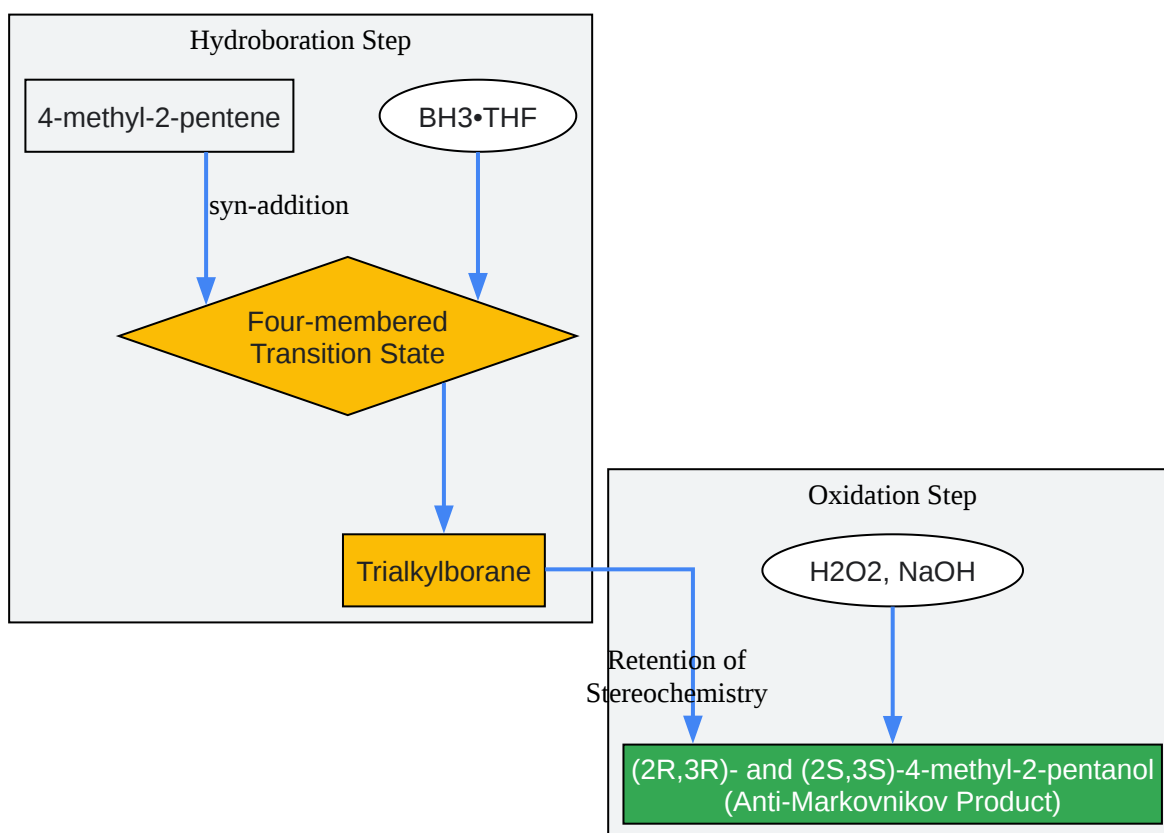 Hydroboration Step
4-methyl-2-pentene
BH3•THF
syn-addition
Four-membered
Transition State
Trialkylborane
Oxidation Step
H2O2, NaOH
Retention of
Stereochemistry
(2R,3R)- and (2S,3S)-4-methyl-2-pentanol
(Anti-Markovnikov Product)